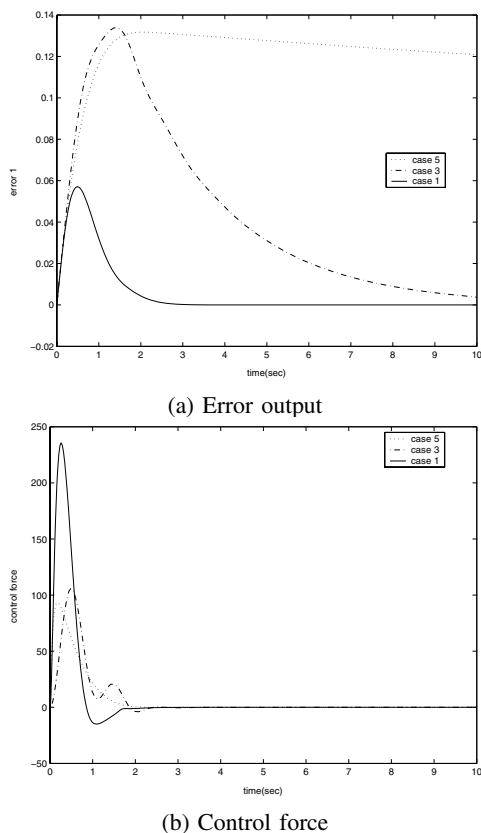 0.14
0.12
0.1
0.08
0.06
0.04
0.02
0
−0.02
error 1
case 5
case 3
case 1
0 1 2 3 4 5 6 7 8 9 10
time(sec)
(a) Error output
250
200
150
100
50
0
−50
control force
case 5
case 3
case 1
0 1 2 3 4 5 6 7 8 9 10
time(sec)
(b) Control force